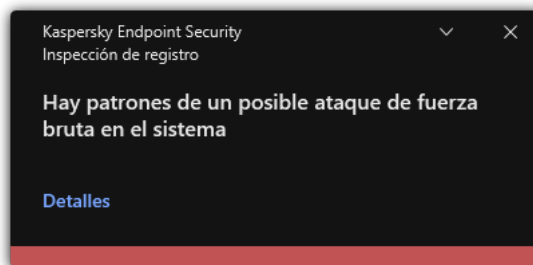 Kaspersky Endpoint Security
Inspección de registro
Hay patrones de un posible ataque de fuerza
bruta en el sistema
Detalles